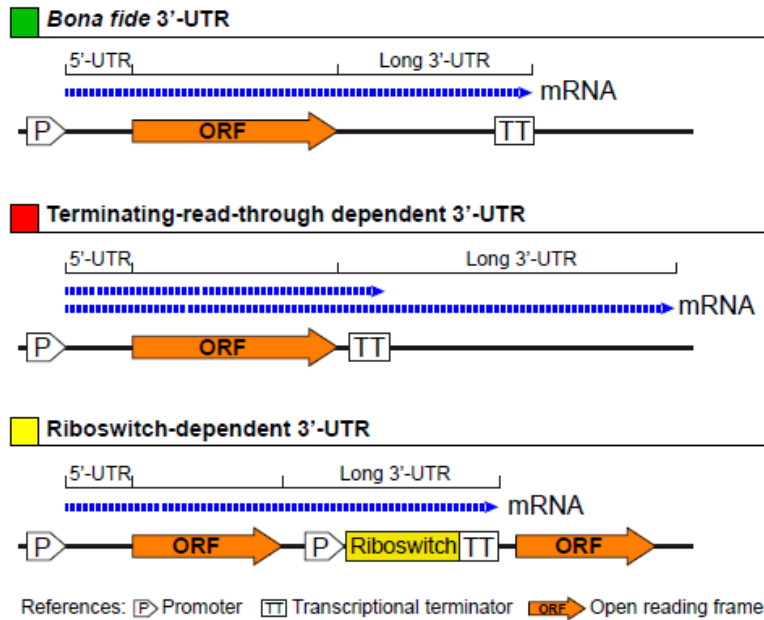 Bona fide 3'-UTR
5'-UTR Long 3'-UTR
mRNA
P ORF TT
Terminating-read-through dependent 3'-UTR
5'-UTR Long 3'-UTR
mRNA
P ORF TT
Riboswitch-dependent 3'-UTR
5'-UTR Long 3'-UTR
mRNA
P ORF P Riboswitch TT ORF
References: P Promoter TT Transcriptional terminator ORF Open reading frame